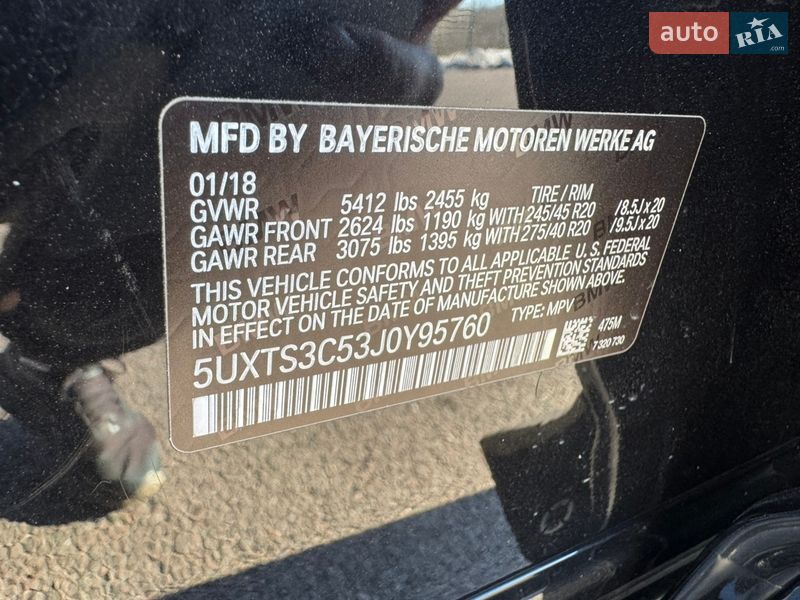 auto RIA .com
MFD BY BAYERISCHE MOTOREN WERKE AG
01/18 TIRE / RIM
GVWR 5412 lbs 2455 kg
GAWR FRONT 2624 lbs 1190 kg WITH 245/45 R20 /8.5J x 20
GAWR REAR 3075 lbs 1395 kg WITH 275/40 R20 /9.5J x 20
THIS VEHICLE CONFORMS TO ALL APPLICABLE U. S. FEDERAL
MOTOR VEHICLE SAFETY AND THEFT PREVENTION STANDARDS
IN EFFECT ON THE DATE OF MANUFACTURE SHOWN ABOVE.
5UXTS3C53J0Y95760 TYPE: MPV
475M
7 320 730